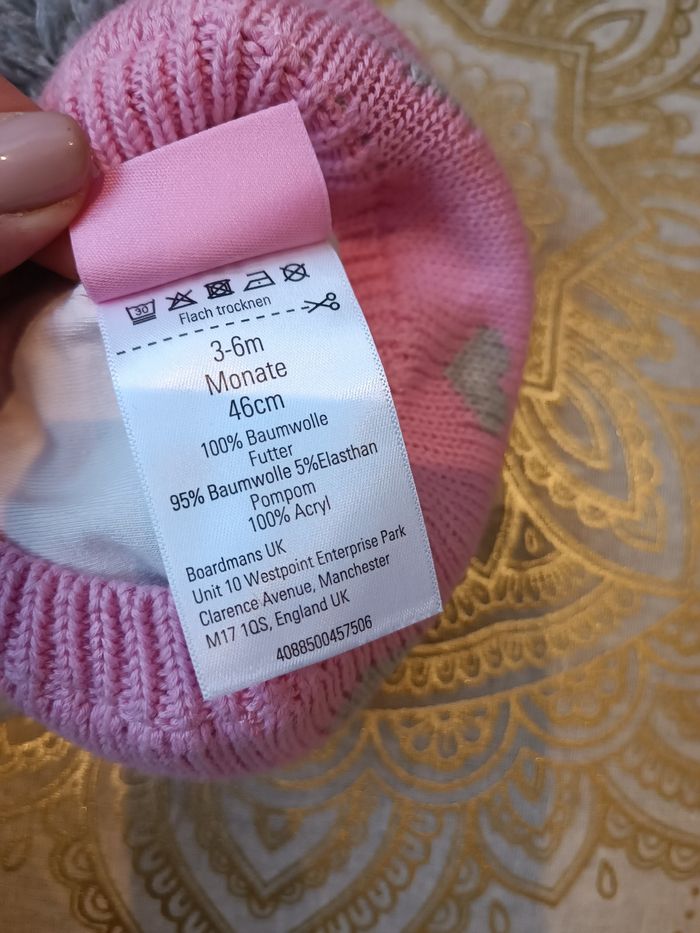 30
Flach trocknen
3-6m
Monate
46cm
100% Baumwolle
Futter
95% Baumwolle 5%Elasthan
Pompom
100% Acryl
Boardmans UK
Unit 10 Westpoint Enterprise Park
Clarence Avenue, Manchester
M17 1QS, England UK
4088500457506